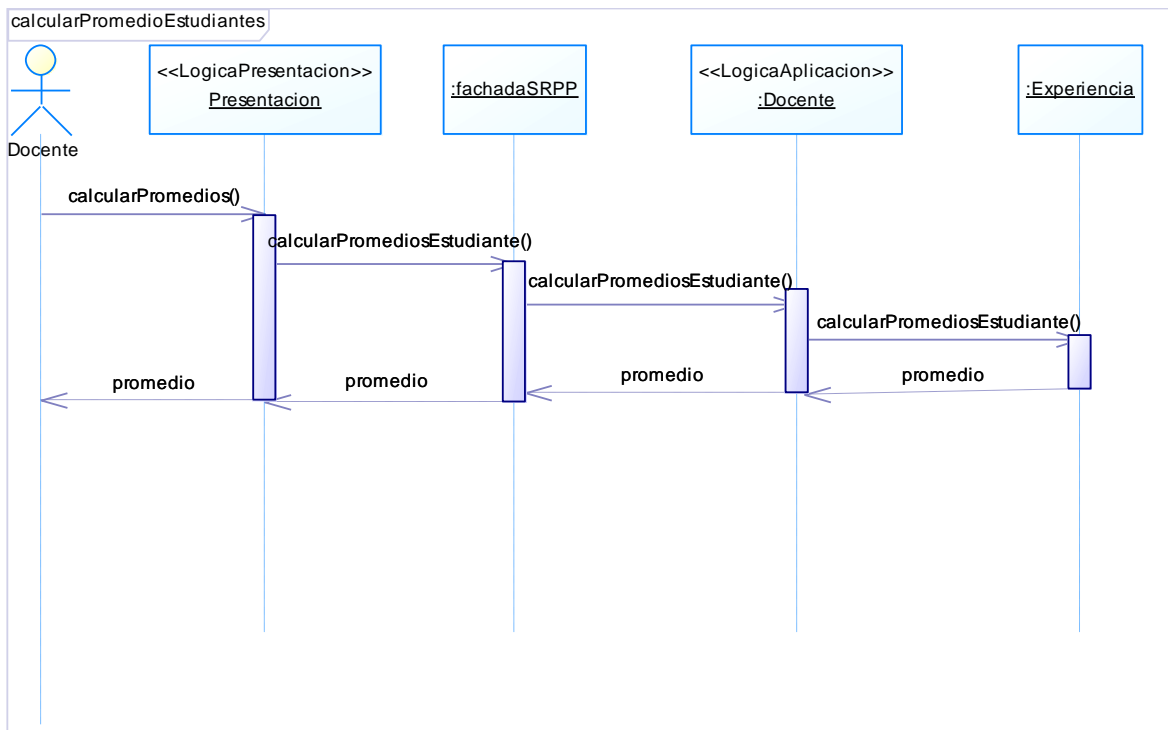 calcularPromedioEstudiantes
<<LogicaPresentacion>>
Presentacion
:fachadaSRPP
<<LogicaAplicacion>>
:Docente
:Experiencia
Docente
calcularPromedios()
calcularPromediosEstudiante()
calcularPromediosEstudiante()
calcularPromediosEstudiante()
promedio
promedio
promedio
promedio